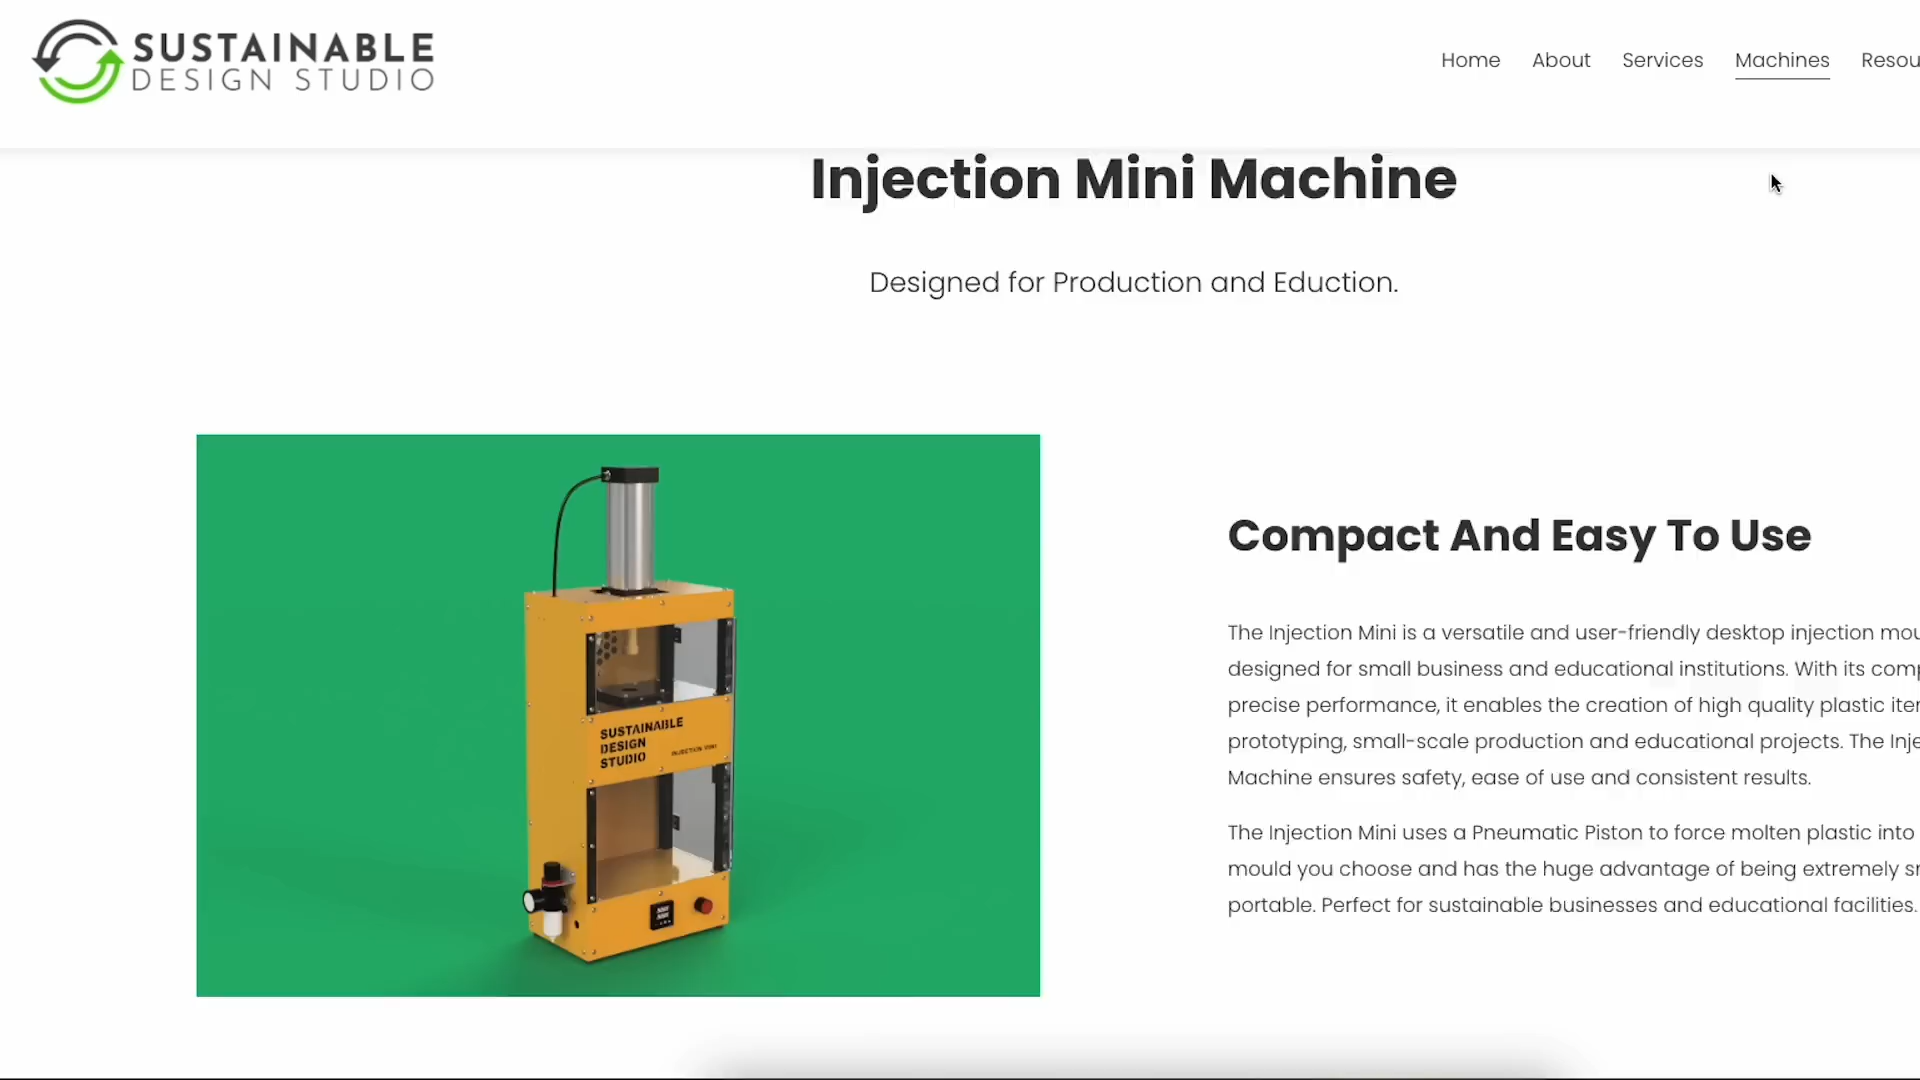 SUSTAINABLE
DESIGN STUDIO
Home About Services Machines Resou
Injection Mini Machine
Designed for Production and Eduction.
SUSTAINABLE
DESIGN
STUDIO
INJECTION MINI
Compact And Easy To Use
The Injection Mini is a versatile and user-friendly desktop injection mou
designed for small business and educational institutions. With its comp
precise performance, it enables the creation of high quality plastic iter
prototyping, small-scale production and educational projects. The Inje
Machine ensures safety, ease of use and consistent results.
The Injection Mini uses a Pneumatic Piston to force molten plastic into
mould you choose and has the huge advantage of being extremely sr
portable. Perfect for sustainable businesses and educational facilities.